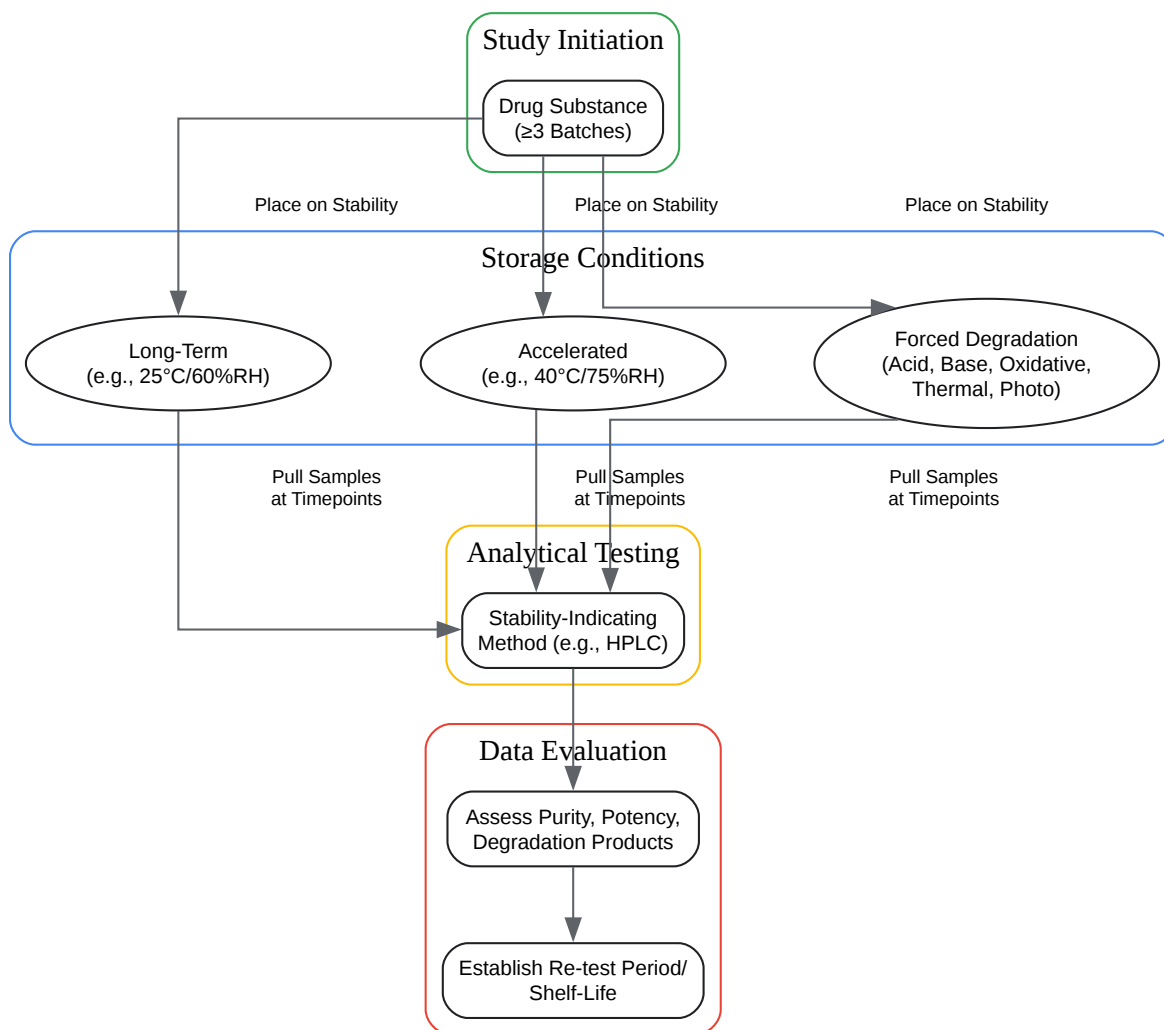 Study Initiation
Drug Substance
(≥3 Batches)
Place on Stability
Place on Stability
Place on Stability
Storage Conditions
Long-Term
(e.g., 25°C/60%RH)
Accelerated
(e.g., 40°C/75%RH)
Forced Degradation
(Acid, Base, Oxidative,
Thermal, Photo)
Pull Samples
at Timepoints
Pull Samples
at Timepoints
Pull Samples
at Timepoints
Analytical Testing
Stability-Indicating
Method (e.g., HPLC)
Data Evaluation
Assess Purity, Potency,
Degradation Products
Establish Re-test Period/
Shelf-Life